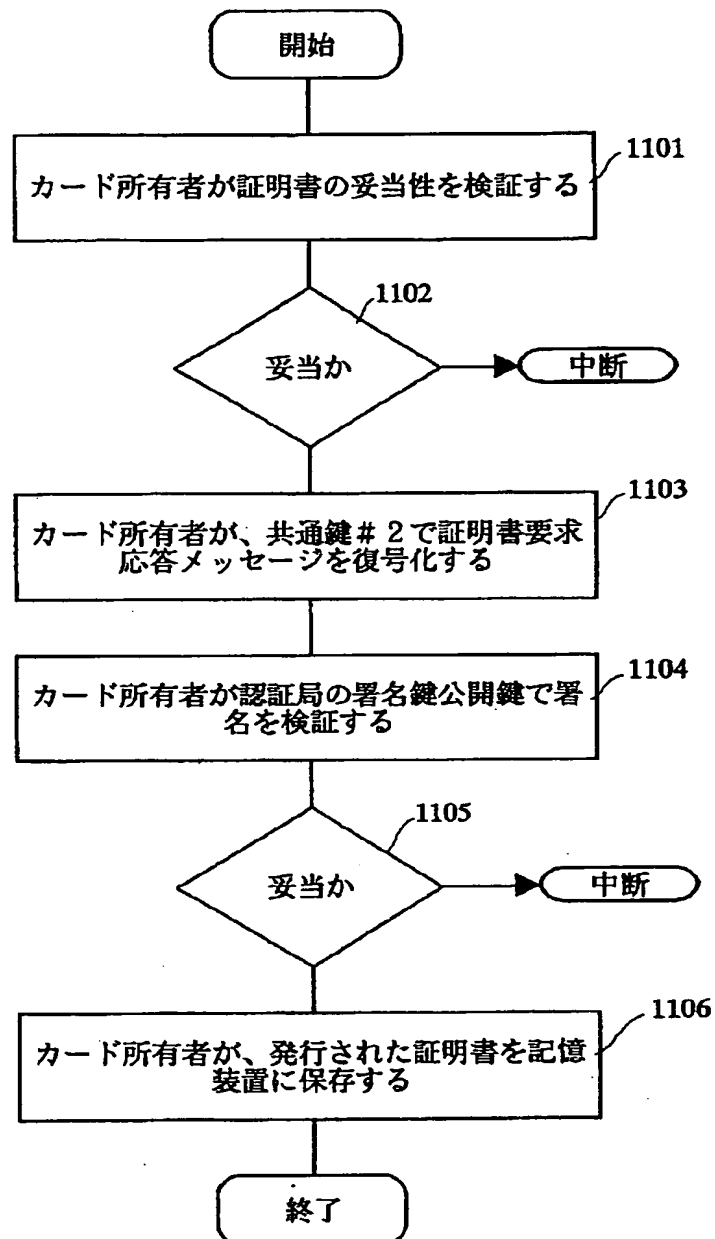 開始
1101
カード所有者が証明書の妥当性を検証する
1102
妥当か
中断
1103
カード所有者が、共通鍵＃２で証明書要求
応答メッセージを復号化する
1104
カード所有者が認証局の署名鍵公開鍵で署
名を検証する
1105
妥当か
中断
1106
カード所有者が、発行された証明書を記憶
装置に保存する
終了